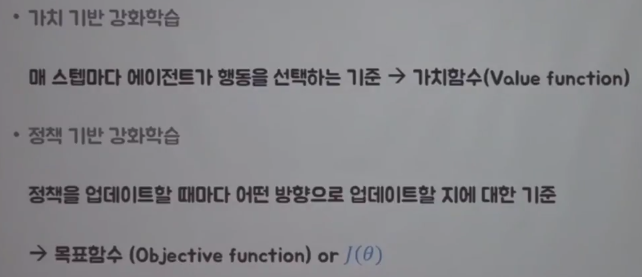 • 가치 기반 강화학습
매 스텝마다 에이전트가 행동을 선택하는 기준 → 가치함수(Value function)
• 정책 기반 강화학습
정책을 업데이트할 때마다 어떤 방향으로 업데이트할 지에 대한 기준
→ 목표함수 (Objective function) or J(θ)